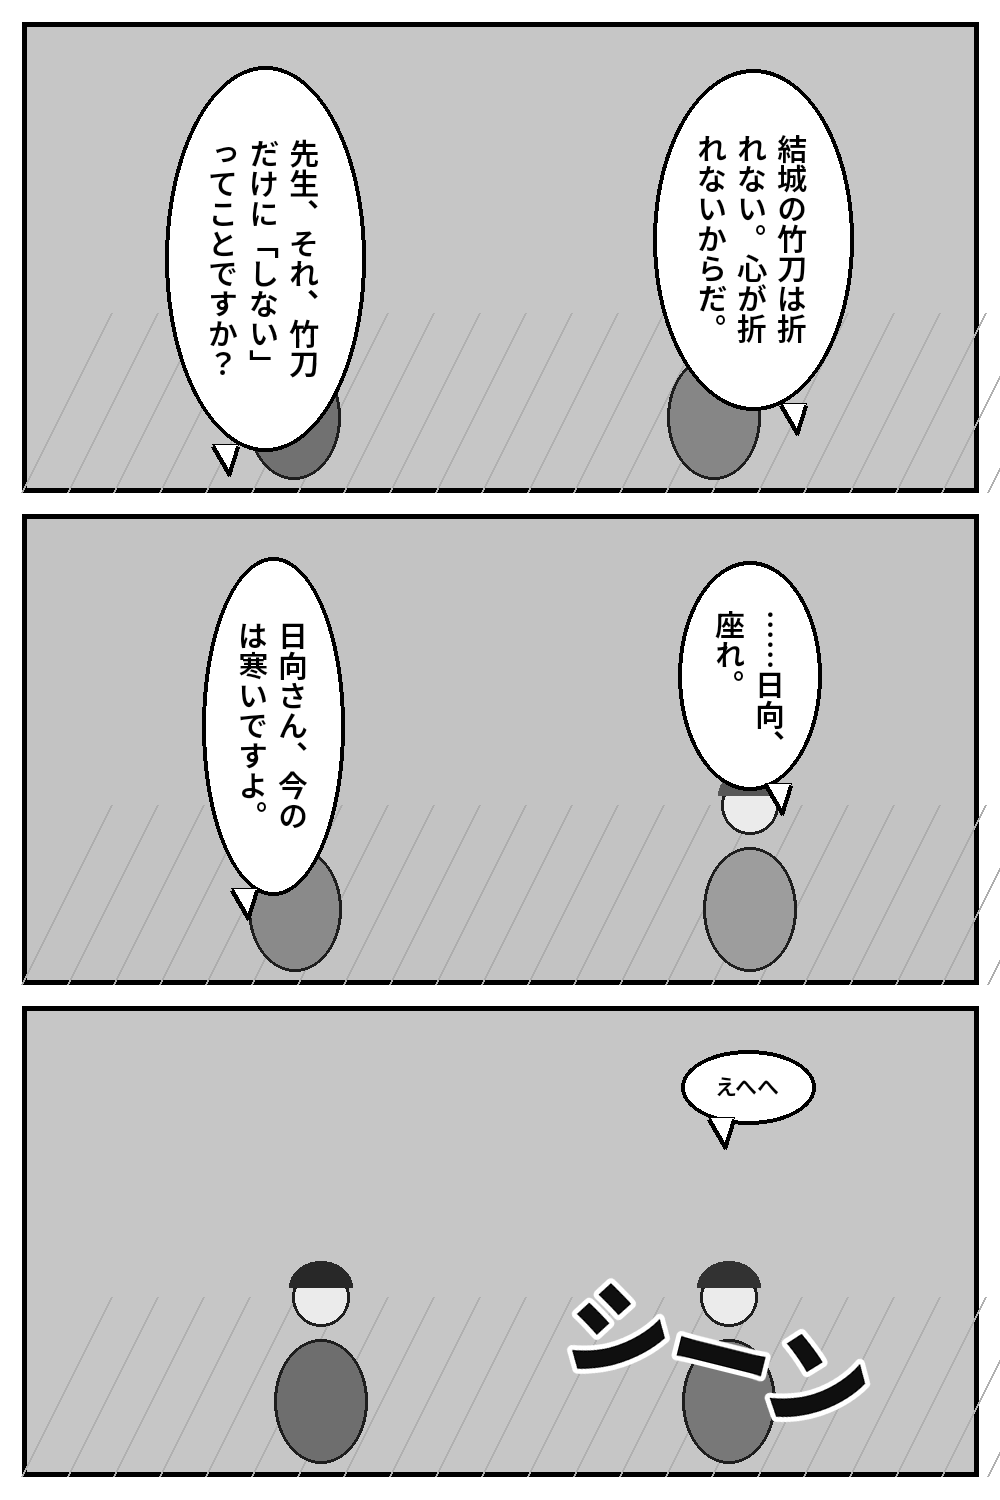 結城の竹刀は折
れない。心が折
れないからだ。
先生、それ、竹刀
だけに「しない」
ってことですか？
……日向、
座れ。
日向さん、今の
は寒いですよ。
えへへ
シーン